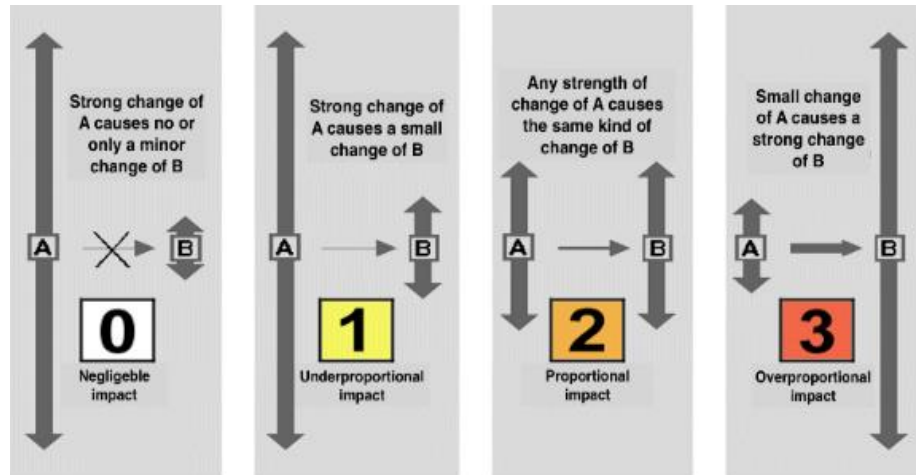 Strong change of
A causes no or
only a minor
change of B
A
B
0
Negligeble
impact
Strong change of
A causes a small
change of B
A
B
1
Underproportional
impact
Any strength of
change of A causes
the same kind of
change of B
A
B
2
Proportional
impact
Small change
of A causes a
strong change
of B
A
B
3
Overproportional
impact